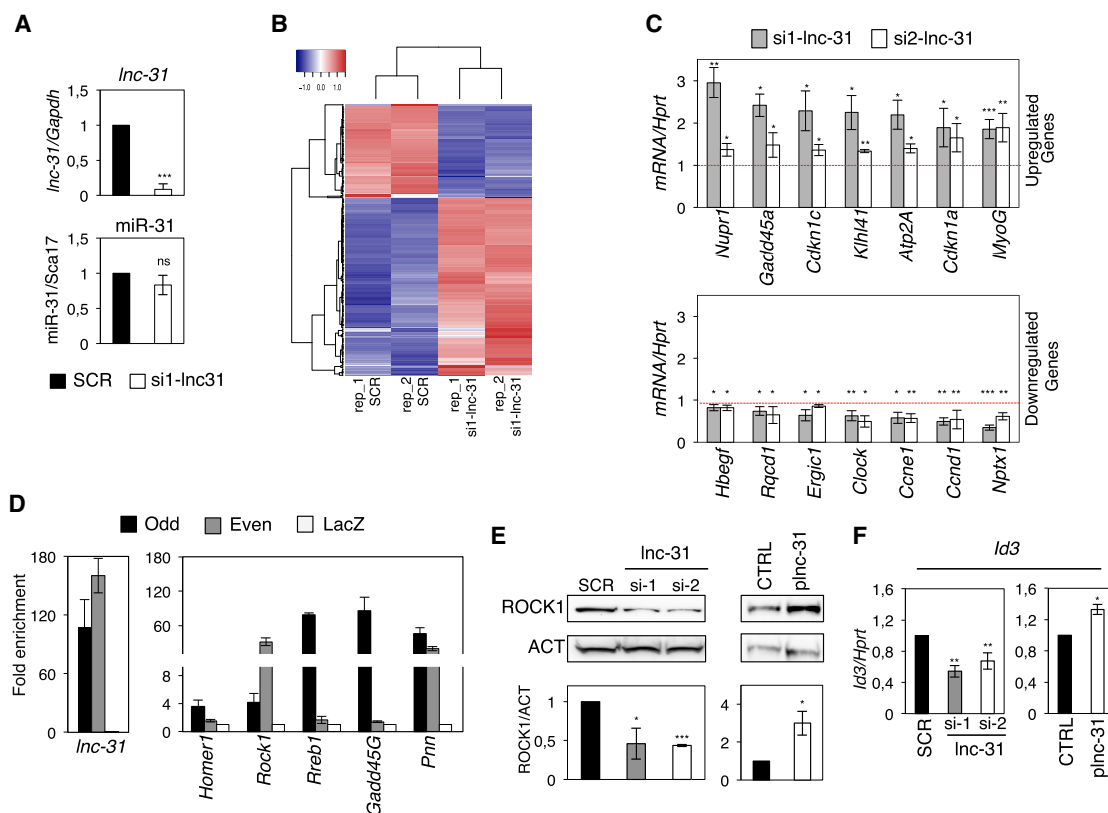 A
lnc-31
lnc-31/Gapdh
1,5
1
0,5
0
***
miR-31
miR-31/Sca17
1,5
1
0,5
0
ns
SCR
si1-lnc31
B
−1.0
0.0
1.0
rep_1
SCR
rep_2
SCR
rep_1
si1-lnc-31
rep_2
si1-lnc-31
C
si1-lnc-31
si2-lnc-31
mRNA/Hprt
3
2
1
0
** * * * * * * ** * * * * *** **
Nupr1
Gadd45a
Cdkn1c
Klhl41
Atp2A
Cdkn1a
MyoG
Upregulated
Genes
mRNA/Hprt
3
2
1
0
* * * * * * ** * * ** ** ** *** **
Hbegf
Rqcd1
Ergic1
Clock
Ccne1
Ccnd1
Nptx1
Downregulated
Genes
D
Odd
Even
LacZ
Fold enrichment
180
120
60
0
lnc-31
180
120
60
8
4
0
Homer1
Rock1
Rreb1
Gadd45G
Pnn
E
lnc-31
SCR
si-1
si-2
CTRL
plnc-31
ROCK1
ACT
ROCK1/ACT
1
0,5
0
*
***
4
2
0
*
F
Id3
Id3/Hprt
1,6
1,2
0,8
0,4
0,
**
**
SCR
si-1
si-2
lnc-31
1,6
1,2
0,8
0,4
0,
*
CTRL
plnc-31